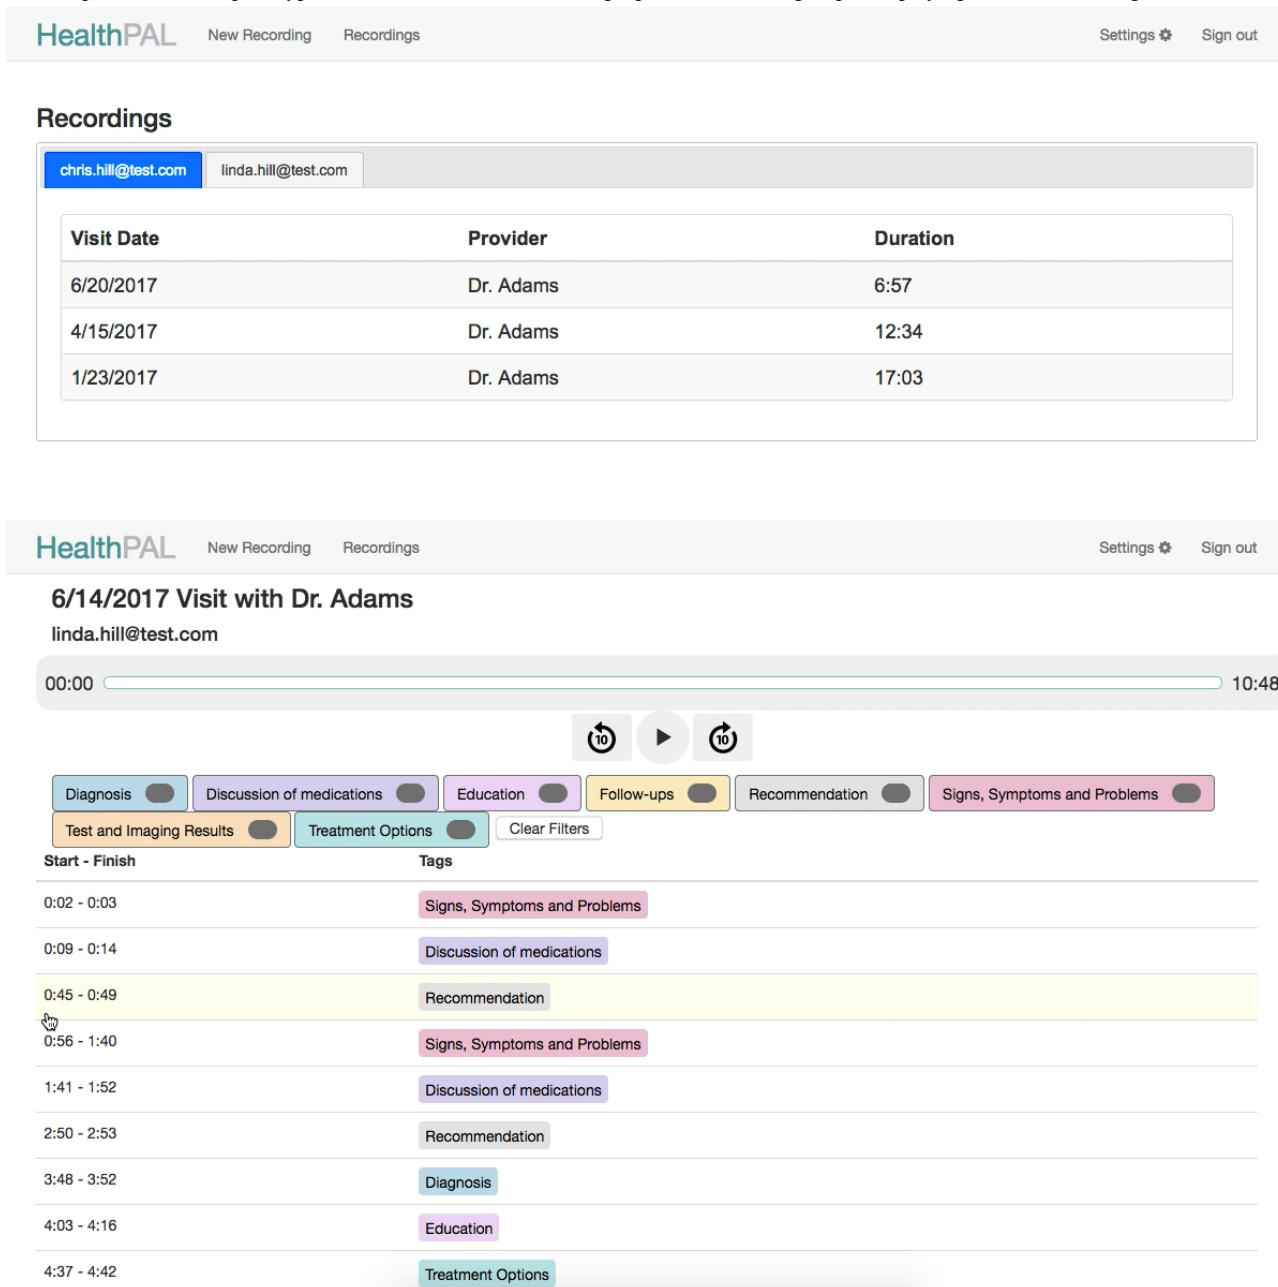 HealthPAL New Recording Recordings Settings Sign out
Recordings
chris.hill@test.com linda.hill@test.com
Visit Date Provider Duration
6/20/2017 Dr. Adams 6:57
4/15/2017 Dr. Adams 12:34
1/23/2017 Dr. Adams 17:03
HealthPAL New Recording Recordings Settings Sign out
6/14/2017 Visit with Dr. Adams
linda.hill@test.com
00:00 10:48
10 10
Diagnosis Discussion of medications Education Follow-ups Recommendation Signs, Symptoms and Problems
Test and Imaging Results Treatment Options Clear Filters
Start - Finish Tags
0:02 - 0:03 Signs, Symptoms and Problems
0:09 - 0:14 Discussion of medications
0:45 - 0:49 Recommendation
0:56 - 1:40 Signs, Symptoms and Problems
1:41 - 1:52 Discussion of medications
2:50 - 2:53 Recommendation
3:48 - 3:52 Diagnosis
4:03 - 4:16 Education
4:37 - 4:42 Treatment Options